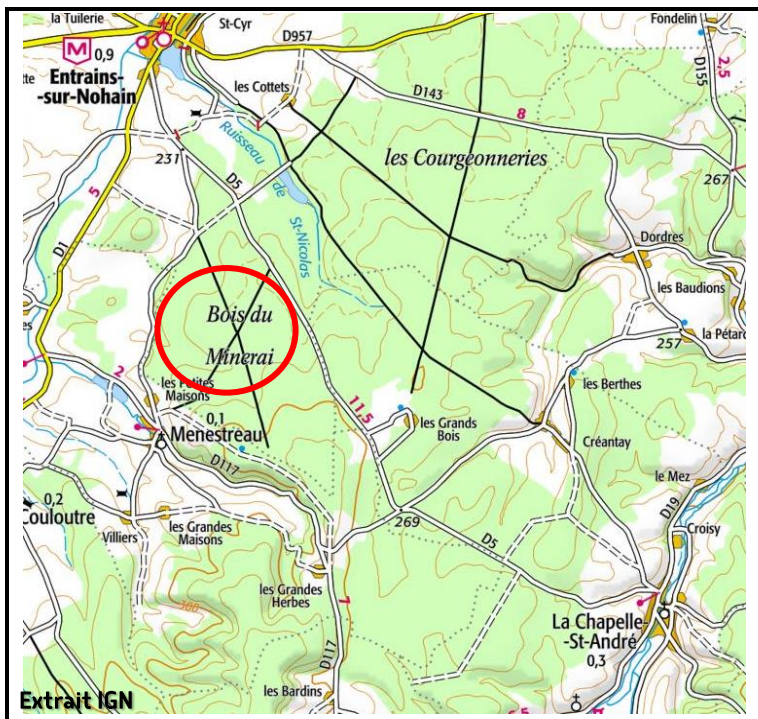 la Tuilerie
St-Cyr
D957
Fondelin
M 0,9
Entrains-
-sur-Nohain
les Cottets
D143
8
D155
2,5
Ruisseau de St-Nicolas
les Courgeonneries
231
D5
267
5
D1
Dordres
les Baudions
Bois du
Minerai
la Pétar
257
2
les Petites
Maisons
11,5
les Berthes
0,1
Menestreau
les Grands
Bois
Créantay
D117
le Mez
0,2
Couloutre
D19
269
Villiers
les Grandes
Maisons
D5
Croisy
les Grandes
Herbes
300
7
La Chapelle-
-St-André
0,3
D117
les Bardins
Extrait IGN